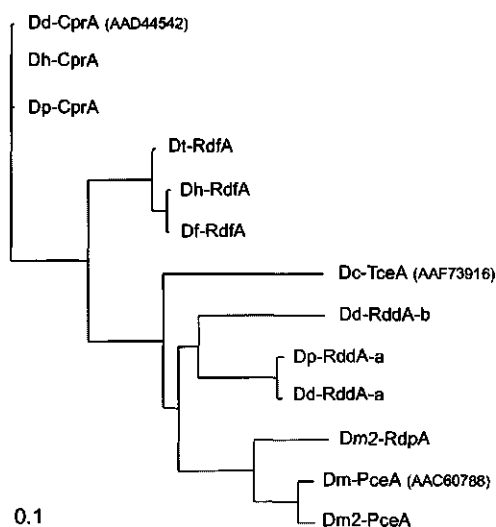 Dd-CprA (AAD44542)
Dh-CprA
Dp-CprA
Dt-RdfA
Dh-RdfA
Df-RdfA
Dc-TceA (AAF73916)
Dd-RddA-b
Dp-RddA-a
Dd-RddA-a
Dm2-RdpA
Dm-PceA (AAC60788)
Dm2-PceA
0.1